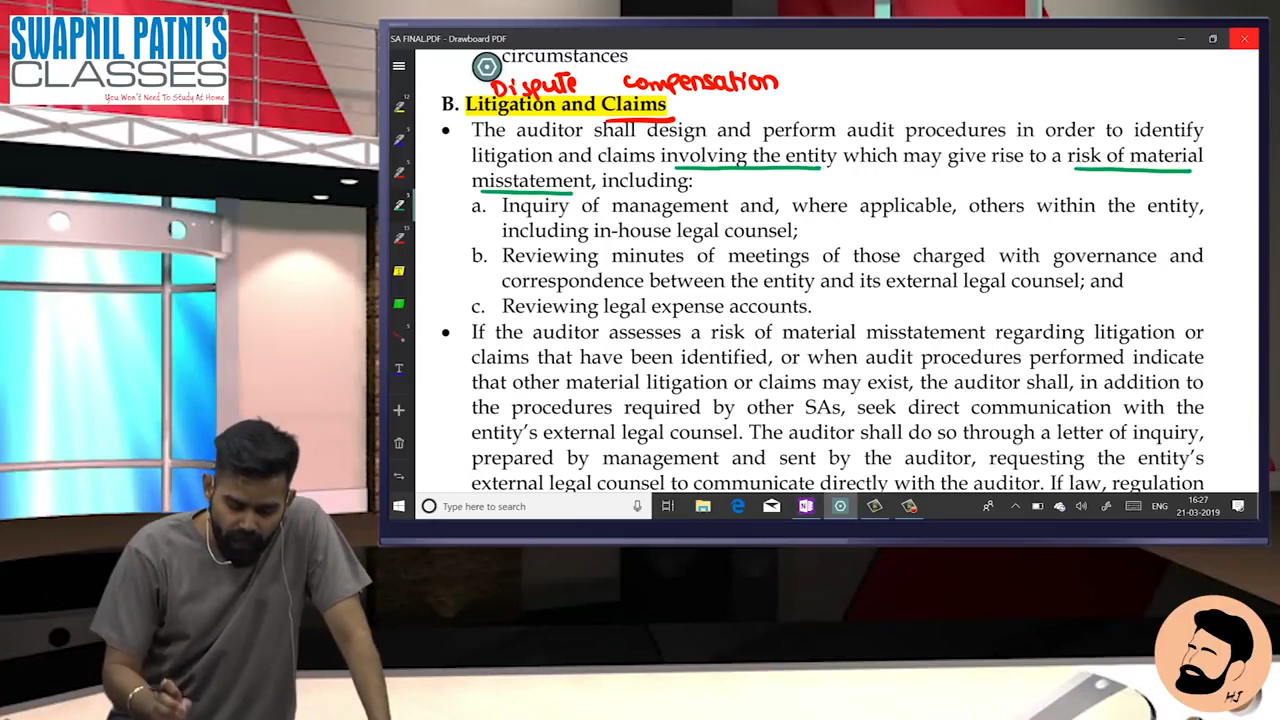 SWAPNIL PATNI'S
CLASSES
You Won't Need To Study At Home
SA FINAL.PDF - Drawboard PDF
circumstances
Dispute compensation
B. Litigation and Claims
• The auditor shall design and perform audit procedures in order to identify
litigation and claims involving the entity which may give rise to a risk of material
misstatement, including:
a. Inquiry of management and, where applicable, others within the entity,
including in-house legal counsel;
b. Reviewing minutes of meetings of those charged with governance and
correspondence between the entity and its external legal counsel; and
c. Reviewing legal expense accounts.
• If the auditor assesses a risk of material misstatement regarding litigation or
claims that have been identified, or when audit procedures performed indicate
that other material litigation or claims may exist, the auditor shall, in addition to
the procedures required by other SAs, seek direct communication with the
entity's external legal counsel. The auditor shall do so through a letter of inquiry,
prepared by management and sent by the auditor, requesting the entity's
external legal counsel to communicate directly with the auditor. If law, regulation
Type here to search
ENG
16:27
21-03-2019
HJ